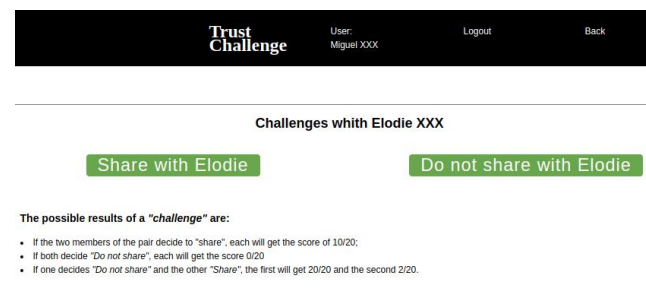 Trust
Challenge
User:
Miguel XXX
Logout
Back
Challenges whith Elodie XXX
Share with Elodie
Do not share with Elodie
The possible results of a "challenge" are:
• If the two members of the pair decide to "share", each will get the score of 10/20;
• If both decide "Do not share", each will get the score 0/20
• If one decides "Do not share" and the other "Share", the first will get 20/20 and the second 2/20.